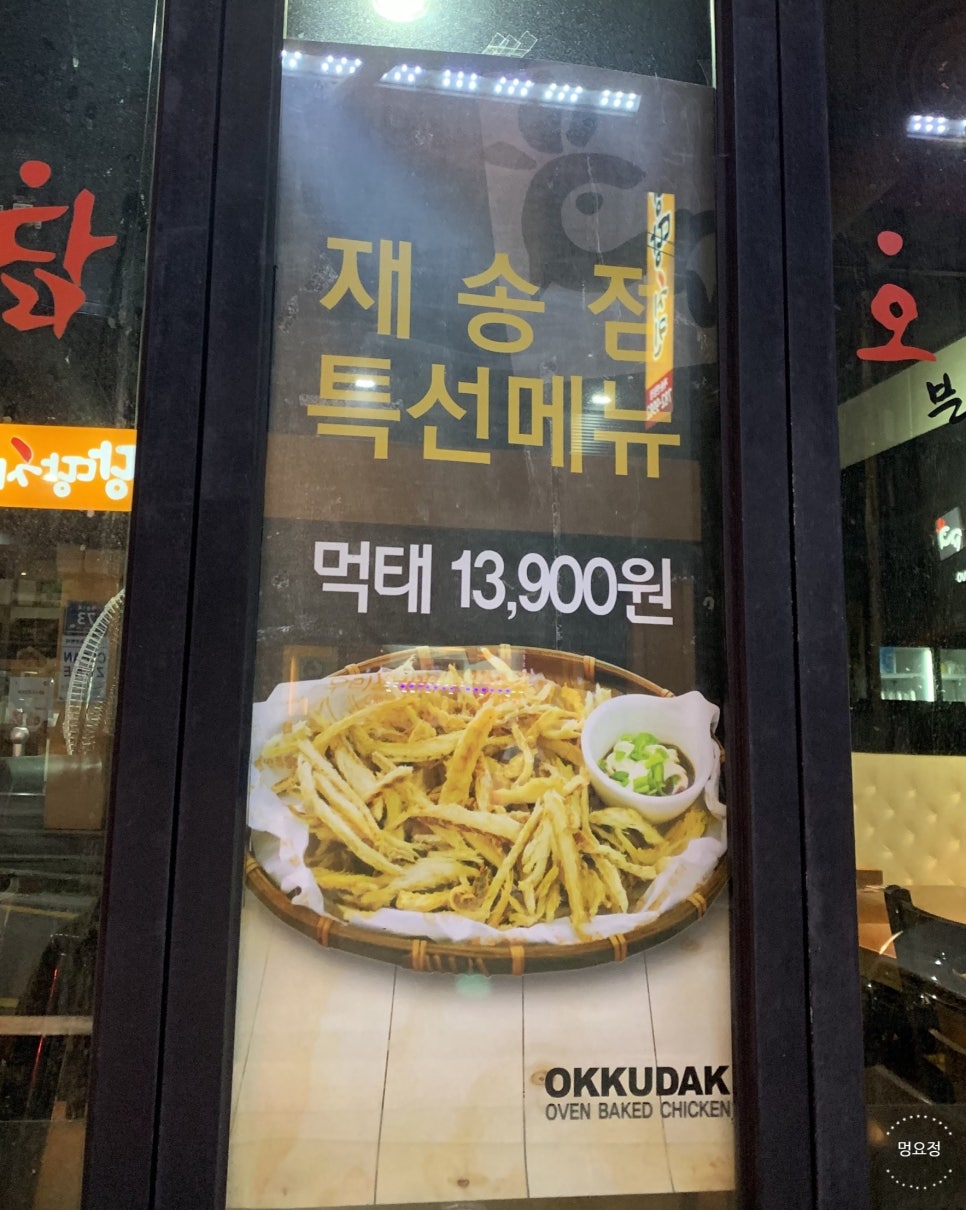 재송점
특선메뉴
먹태 13,900원
OKKUDAK
OVEN BAKED CHICKEN
닭
오
부
멍요정